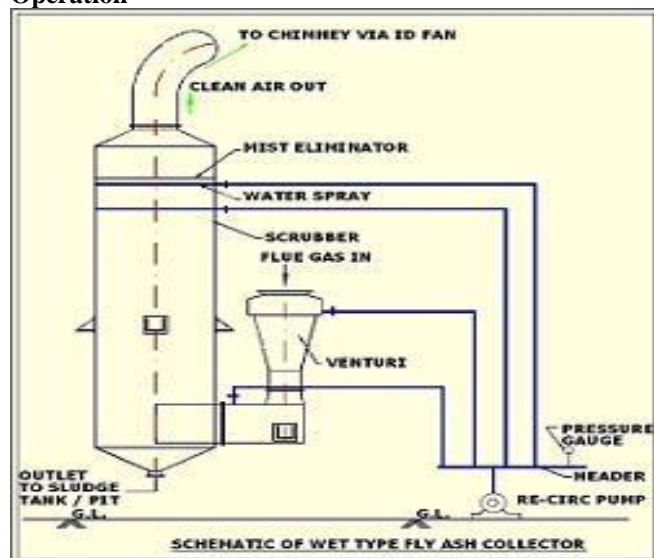 Operation
TO CHIMNEY VIA ID FAN
CLEAN AIR OUT
MIST ELIMINATOR
WATER SPRAY
SCRUBBER
FLUE GAS IN
VENTURI
PRESSURE
GAUGE
HEADER
RE-CIRC PUMP
OUTLET
TO SLUDGE
TANK / PIT
G.L.
G.L.
SCHEMATIC OF WET TYPE FLY ASH COLLECTOR